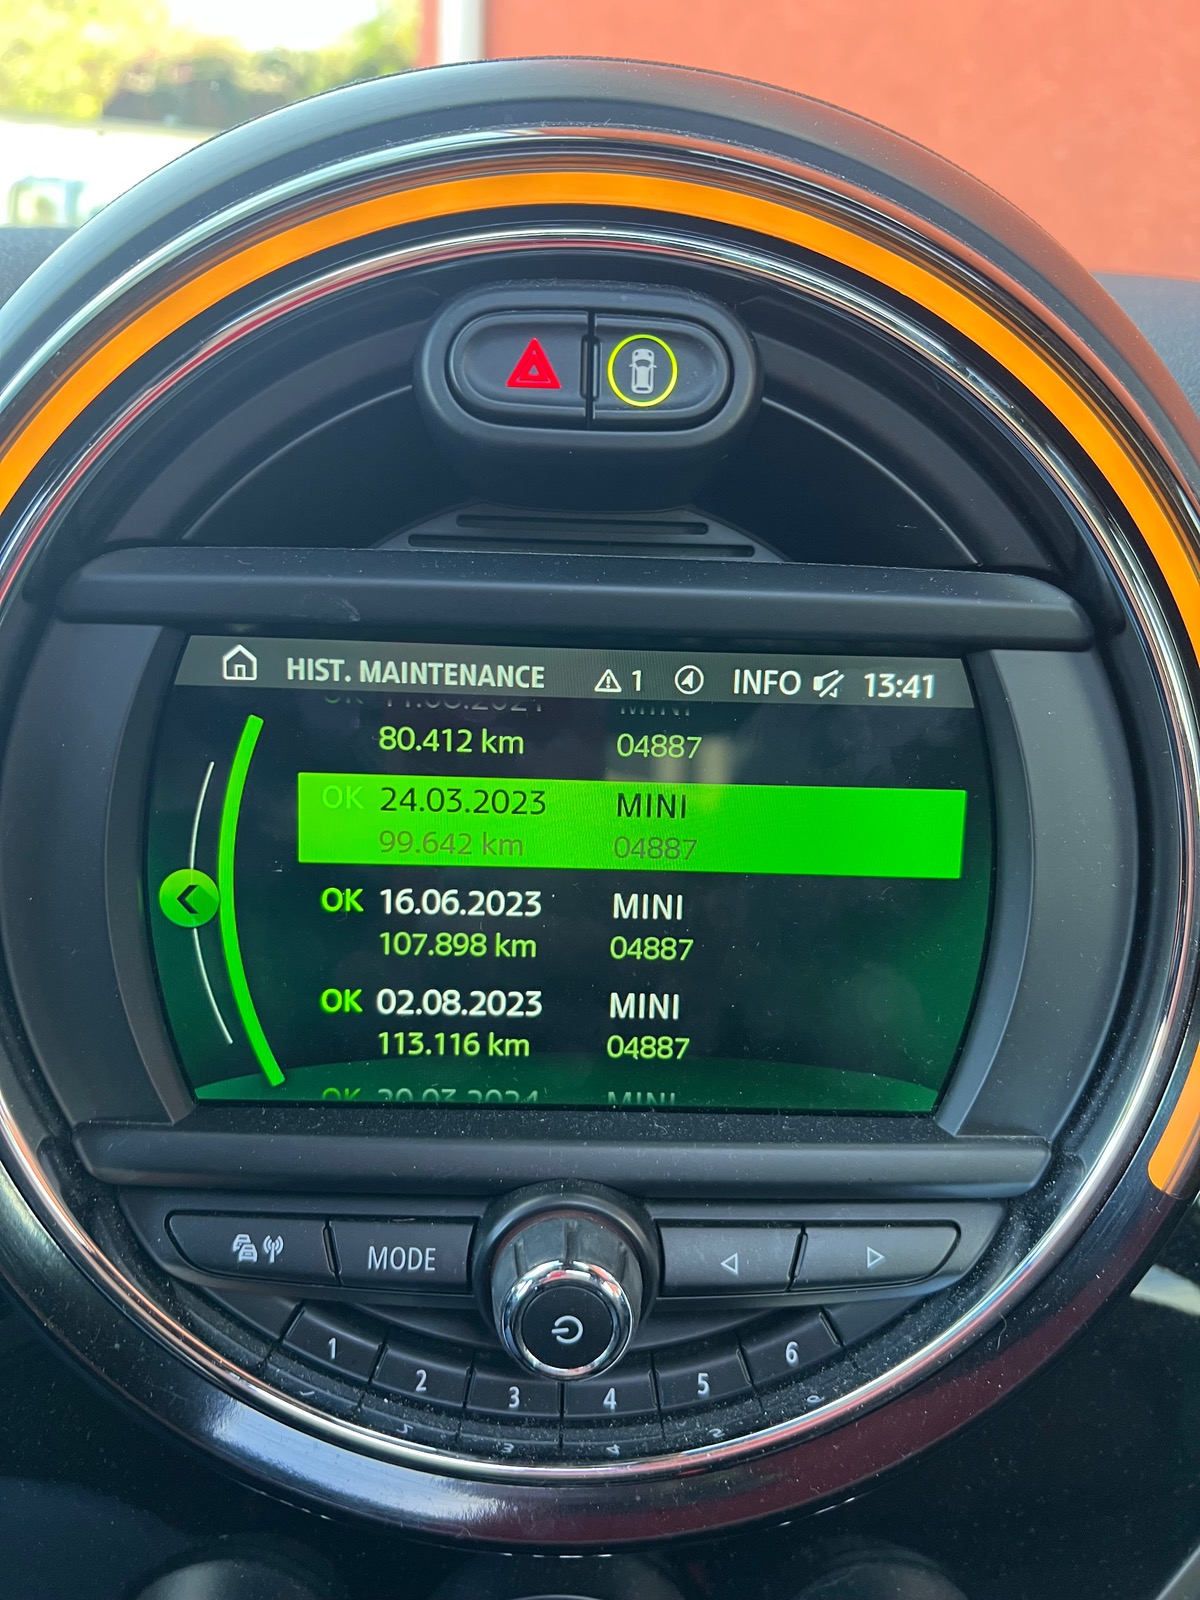 HIST. MAINTENANCE 1 INFO 13:41
80.412 km 04887
OK 24.03.2023 MINI
99.642 km 04887
OK 16.06.2023 MINI
107.898 km 04887
OK 02.08.2023 MINI
113.116 km 04887
MODE
1 2 3 4 5 6